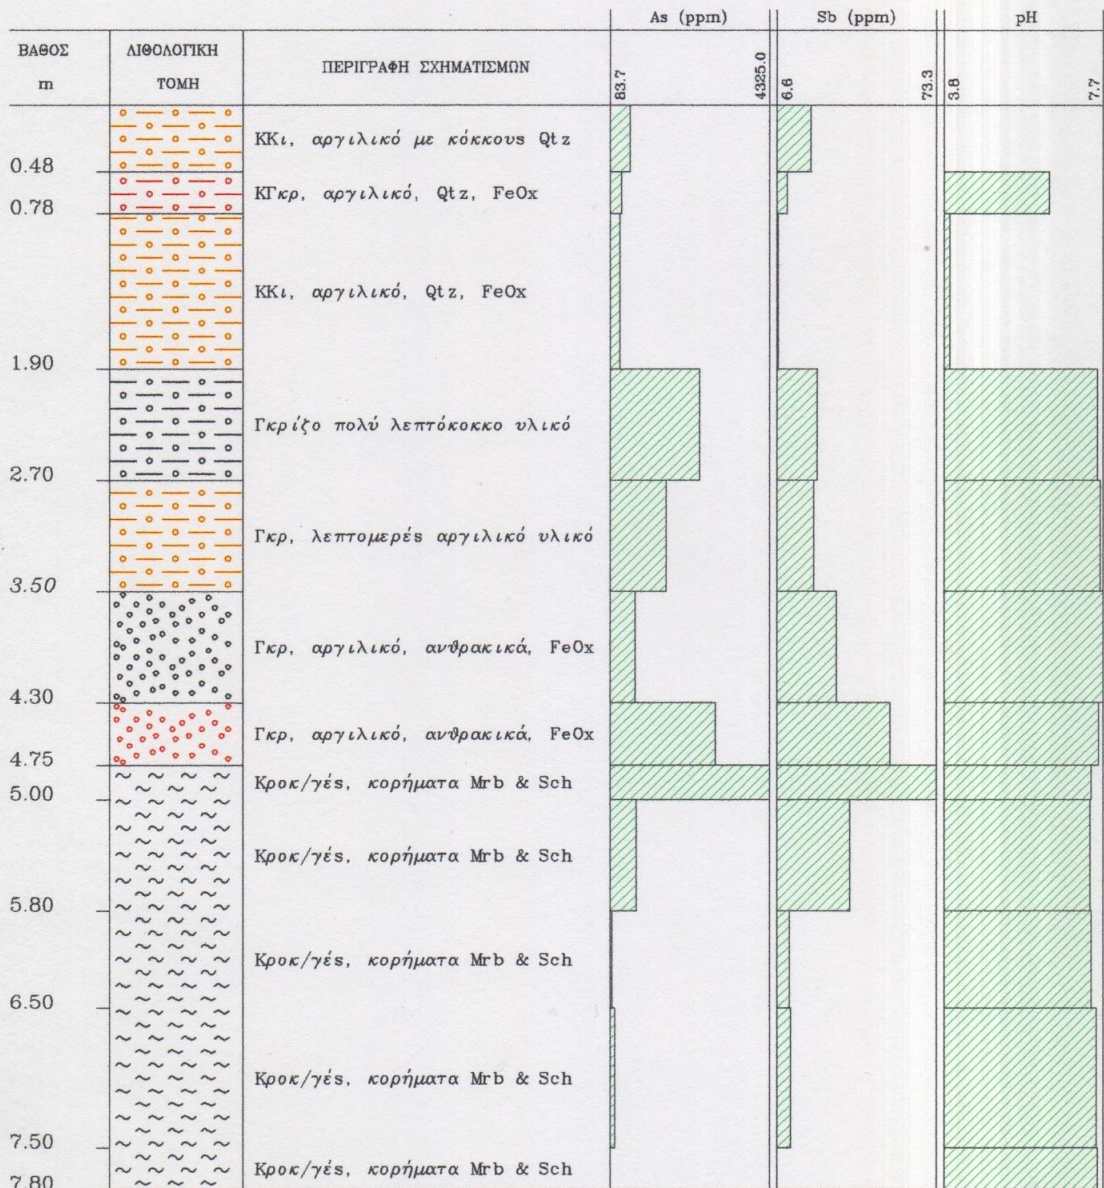 As (ppm) Sb (ppm) pH
ΒΑΘΟΣ ΛΙΘΟΛΟΓΙΚΗ
m ΤΟΜΗ
ΠΕΡΙΓΡΑΦΗ ΣΧΗΜΑΤΙΣΜΩΝ
83.7 4325.0 6.6 73.3 3.8 7.7
ΚΚι, αργιλικό με κόκκους Qtz
0.48
ΚΓκρ, αργιλικό, Qtz, FeOx
0.78
ΚΚι, αργιλικό, Qtz, FeOx
1.90
Γκρίζο πολύ λεπτόκοκκο υλικό
2.70
Γκρ, λεπτομερές αργιλικό υλικό
3.50
Γκρ, αργιλικό, ανθρακικά, FeOx
4.30
Γκρ, αργιλικό, ανθρακικά, FeOx
4.75
Κροκ/γές, κορήματα Mrb & Sch
5.00
Κροκ/γές, κορήματα Mrb & Sch
5.80
Κροκ/γές, κορήματα Mrb & Sch
6.50
Κροκ/γές, κορήματα Mrb & Sch
7.50
Κροκ/γές, κορήματα Mrb & Sch
7.80